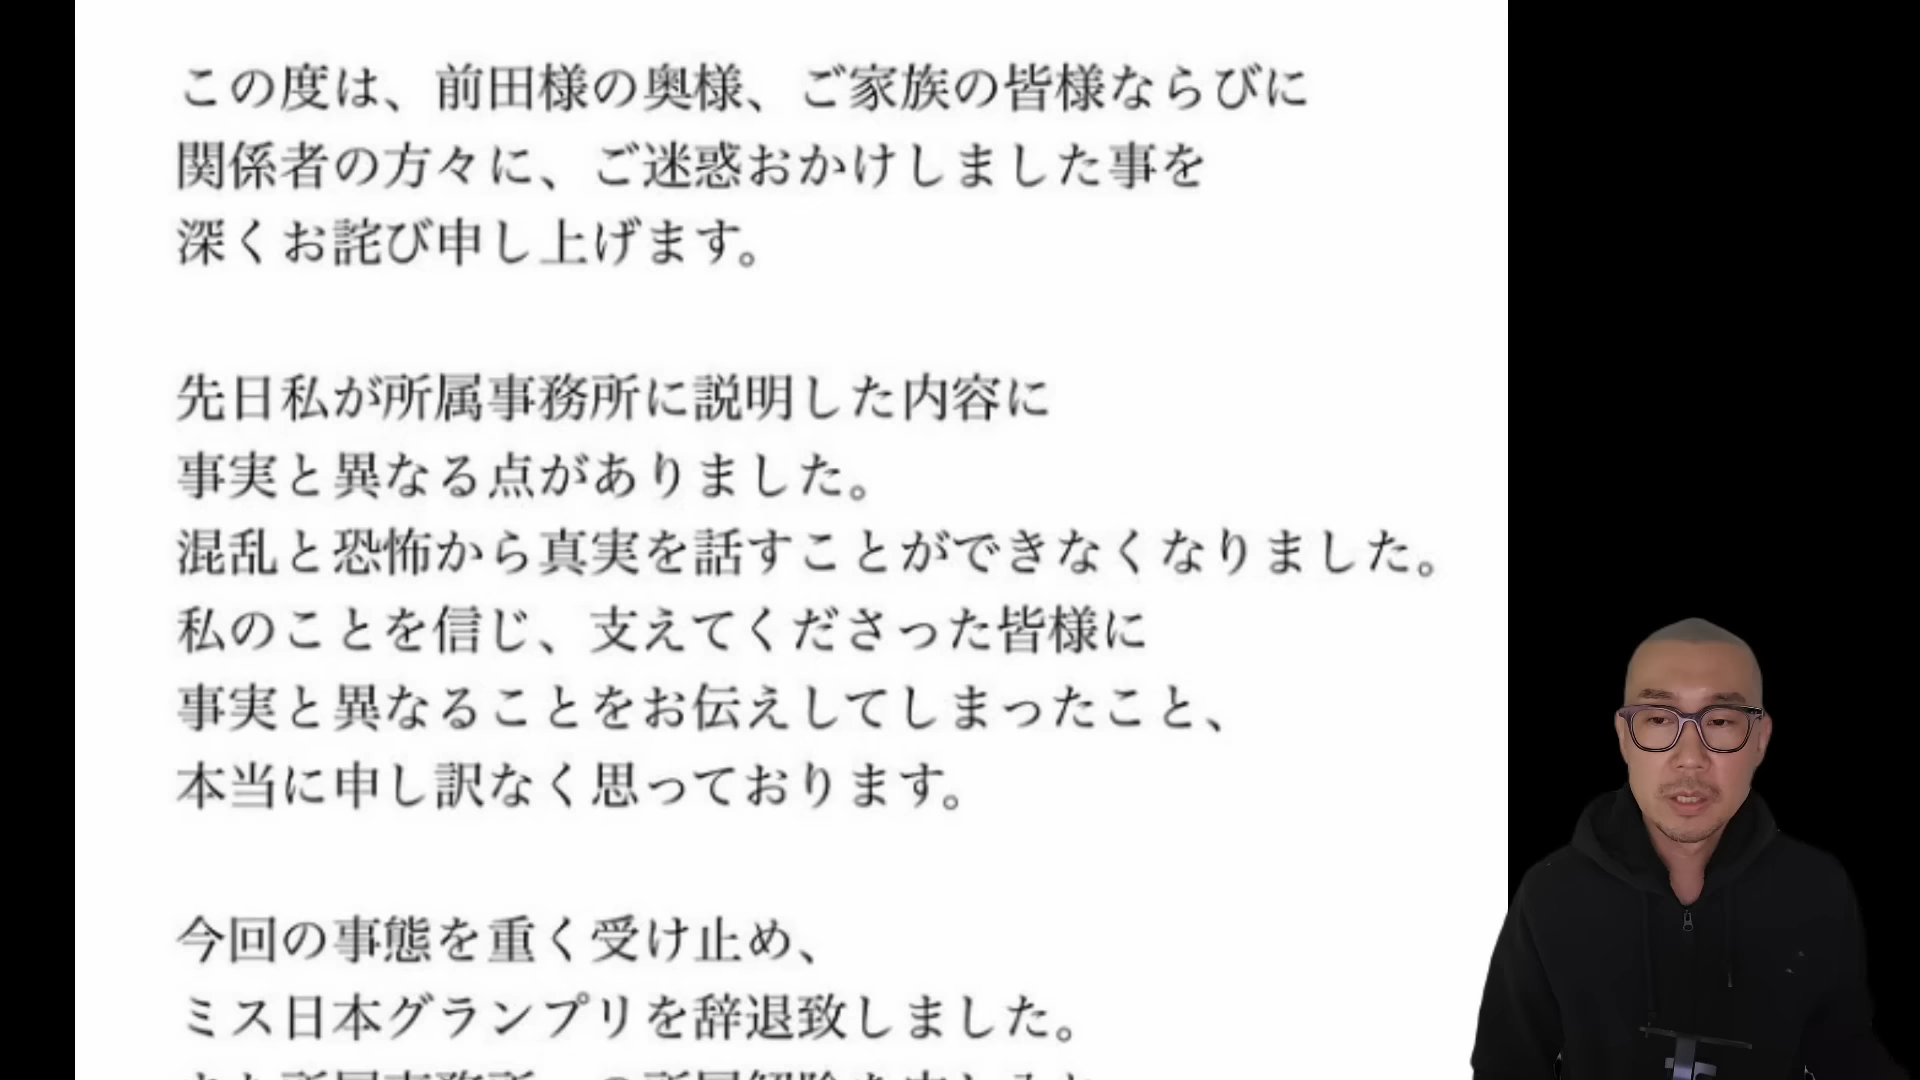 この度は、前田様の奥様、ご家族の皆様ならびに
関係者の方々に、ご迷惑おかけしました事を
深くお詫び申し上げます。
先日私が所属事務所に説明した内容に
事実と異なる点がありました。
混乱と恐怖から真実を話すことができなくなりました。
私のことを信じ、支えてくださった皆様に
事実と異なることをお伝えしてしまったこと、
本当に申し訳なく思っております。
今回の事態を重く受け止め、
ミス日本グランプリを辞退致しました。